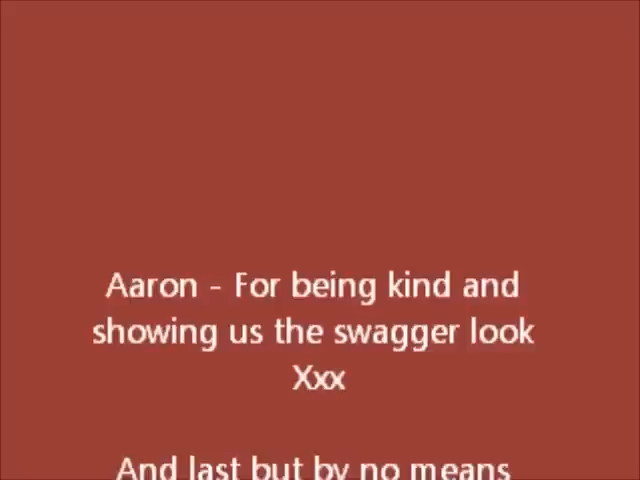 Aaron - For being kind and
showing us the swagger look
Xxx
And last but by no means